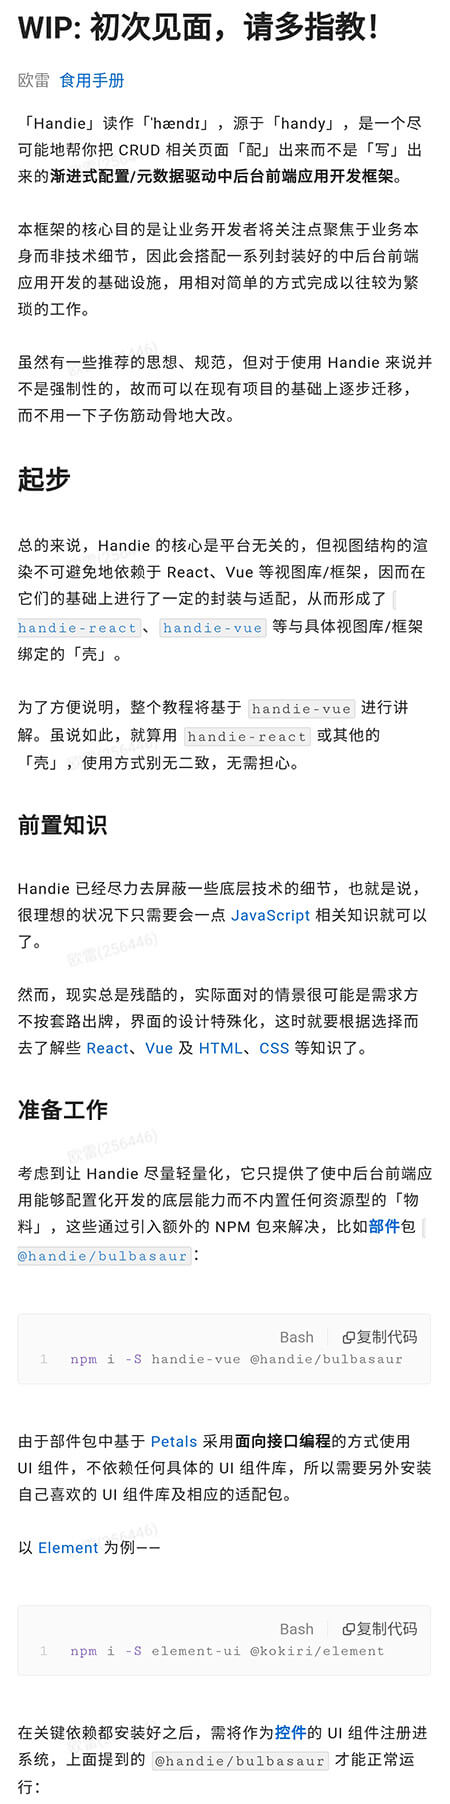 WIP: 初次见面，请多指教！
欧雷 食用手册
「Handie」读作「'hændɪ」，源于「handy」，是一个尽
可能地帮你把 CRUD 相关页面「配」出来而不是「写」出
来的渐进式配置/元数据驱动中后台前端应用开发框架。
本框架的核心目的是让业务开发者将关注点聚焦于业务本
身而非技术细节，因此会搭配一系列封装好的中后台前端
应用开发的基础设施，用相对简单的方式完成以往较为繁
琐的工作。
虽然有一些推荐的思想、规范，但对于使用 Handie 来说并
不是强制性的，故而可以在现有项目的基础上逐步迁移，
而不用一下子伤筋动骨地大改。
起步
总的来说，Handie 的核心是平台无关的，但视图结构的渲
染不可避免地依赖于 React、Vue 等视图库/框架，因而在
它们的基础上进行了一定的封装与适配，从而形成了
handie-react、handie-vue 等与具体视图库/框架
绑定的「壳」。
为了方便说明，整个教程将基于 handie-vue 进行讲
解。虽说如此，就算用 handie-react 或其他的
「壳」，使用方式别无二致，无需担心。
前置知识
Handie 已经尽力去屏蔽一些底层技术的细节，也就是说，
很理想的状况下只需要会一点 JavaScript 相关知识就可以
了。
欧雷(256446)
然而，现实总是残酷的，实际面对的情景很可能是需求方
不按套路出牌，界面的设计特殊化，这时就要根据选择而
去了解些 React、Vue 及 HTML、CSS 等知识了。
准备工作
欧雷(256446)
考虑到让 Handie 尽量轻量化，它只提供了使中后台前端应
用能够配置化开发的底层能力而不内置任何资源型的「物
料」，这些通过引入额外的 NPM 包来解决，比如部件包
@handie/bulbasaur：
Bash 复制代码
1 npm i -S handie-vue @handie/bulbasaur
由于部件包中基于 Petals 采用面向接口编程的方式使用
UI 组件，不依赖任何具体的 UI 组件库，所以需要另外安装
自己喜欢的 UI 组件库及相应的适配包。
以 Element 为例——
Bash 复制代码
1 npm i -S element-ui @kokiri/element
在关键依赖都安装好之后，需将作为控件的 UI 组件注册进
系统，上面提到的 @handie/bulbasaur 才能正常运
行：